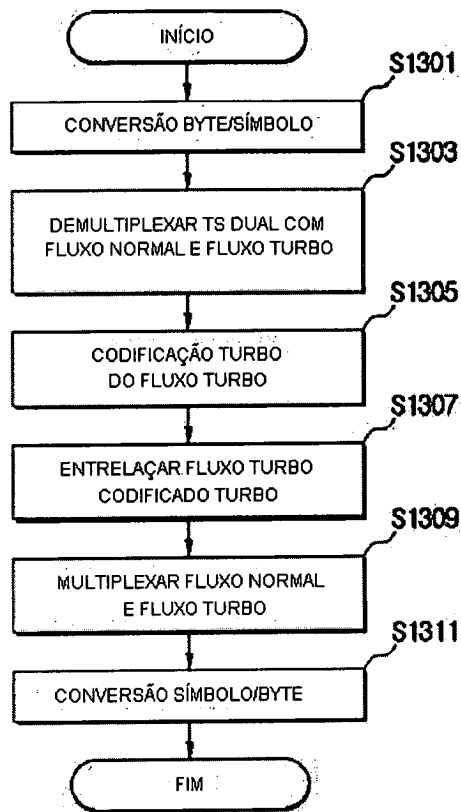 INÍCIO
S1301
CONVERSÃO BYTE/SÍMBOLO
S1303
DEMULTIPLEXAR TS DUAL COM
FLUXO NORMAL E FLUXO TURBO
S1305
CODIFICAÇÃO TURBO
DO FLUXO TURBO
S1307
ENTRELAÇAR FLUXO TURBO
CODIFICADO TURBO
S1309
MULTIPLEXAR FLUXO NORMAL
E FLUXO TURBO
S1311
CONVERSÃO SÍMBOLO/BYTE
FIM